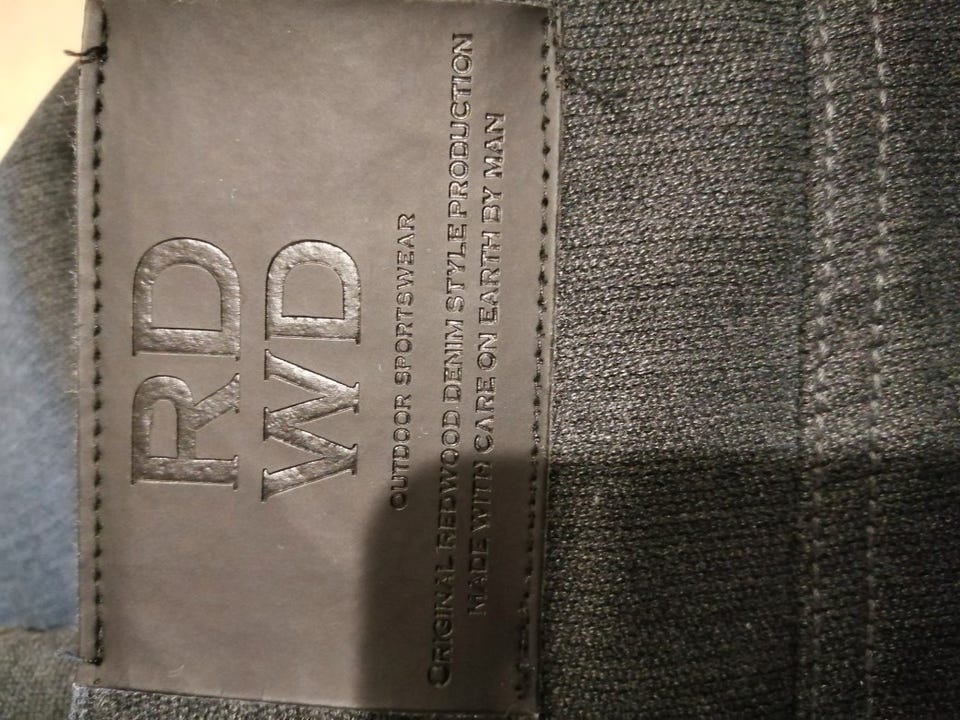 RD
WD
OUTDOOR SPORTSWEAR
ORIGINAL REDWOOD DENIM STYLE PRODUCTION
MADE WITH CARE ON EARTH BY MAN